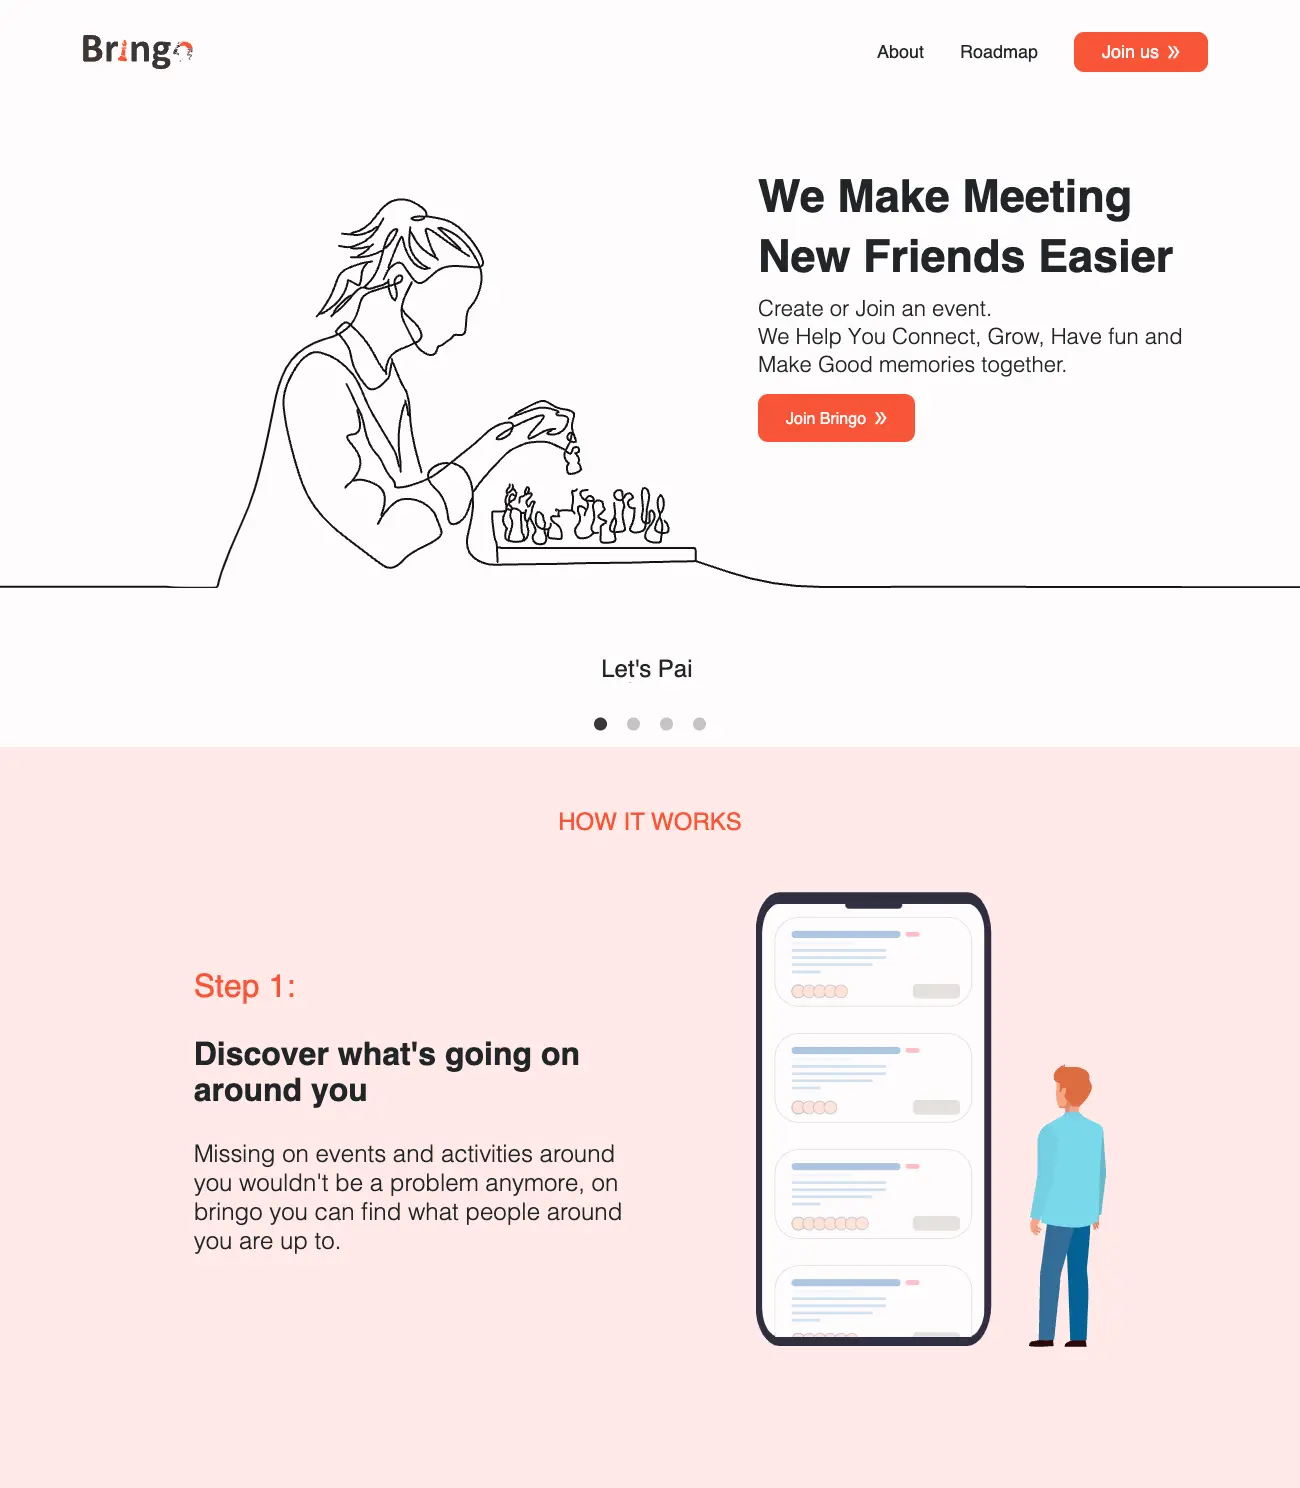 Bringo
About
Roadmap
Join us
We Make Meeting
New Friends Easier
Create or Join an event.
We Help You Connect, Grow, Have fun and
Make Good memories together.
Join Bringo
Let's Pai
HOW IT WORKS
Step 1:
Discover what's going on
around you
Missing on events and activities around
you wouldn't be a problem anymore, on
bringo you can find what people around
you are up to.